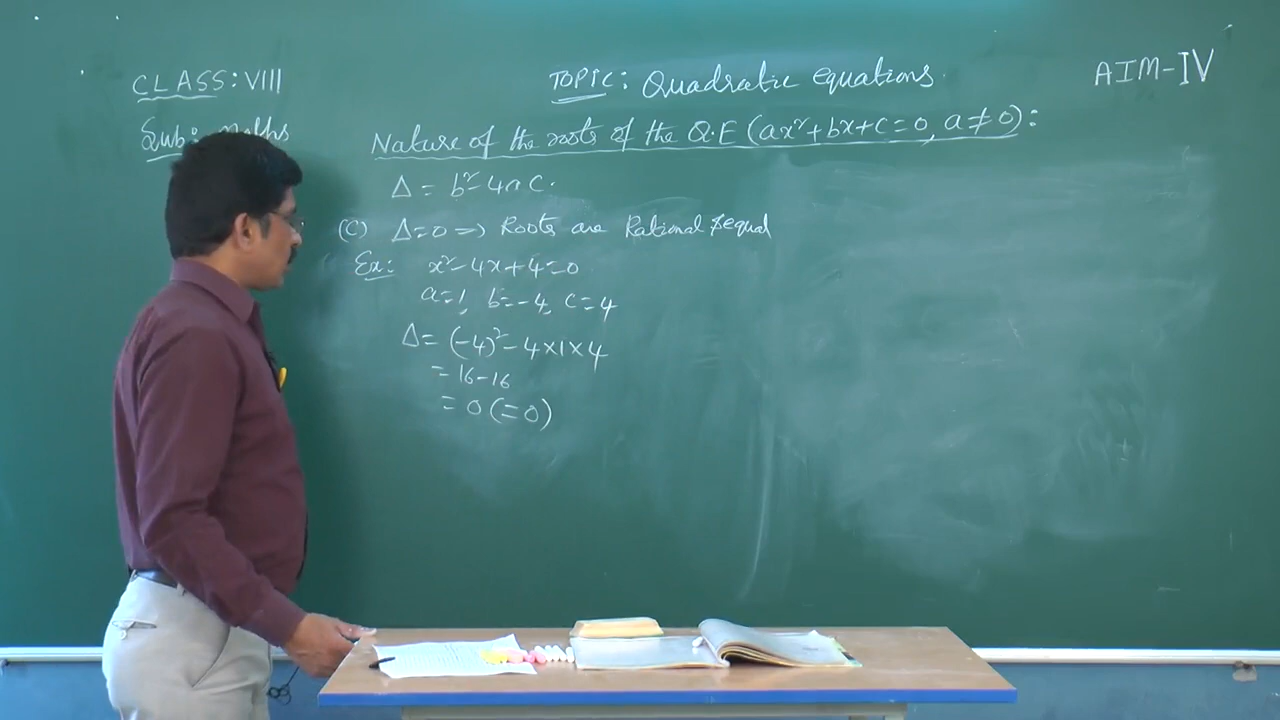 CLASS: VIII
TOPIC: Quadratic equations.
AIM-IV
Sub: Maths
Nature of the roots of the Q.E (ax²+bx+c=0, a≠0):
Δ = b²-4ac.
(C) Δ=0 => Roots are Rational & equal
Ex: x²-4x+4=0
a=1, b=-4, c=4
Δ= (-4)²-4×1×4
= 16-16
= 0(=0)